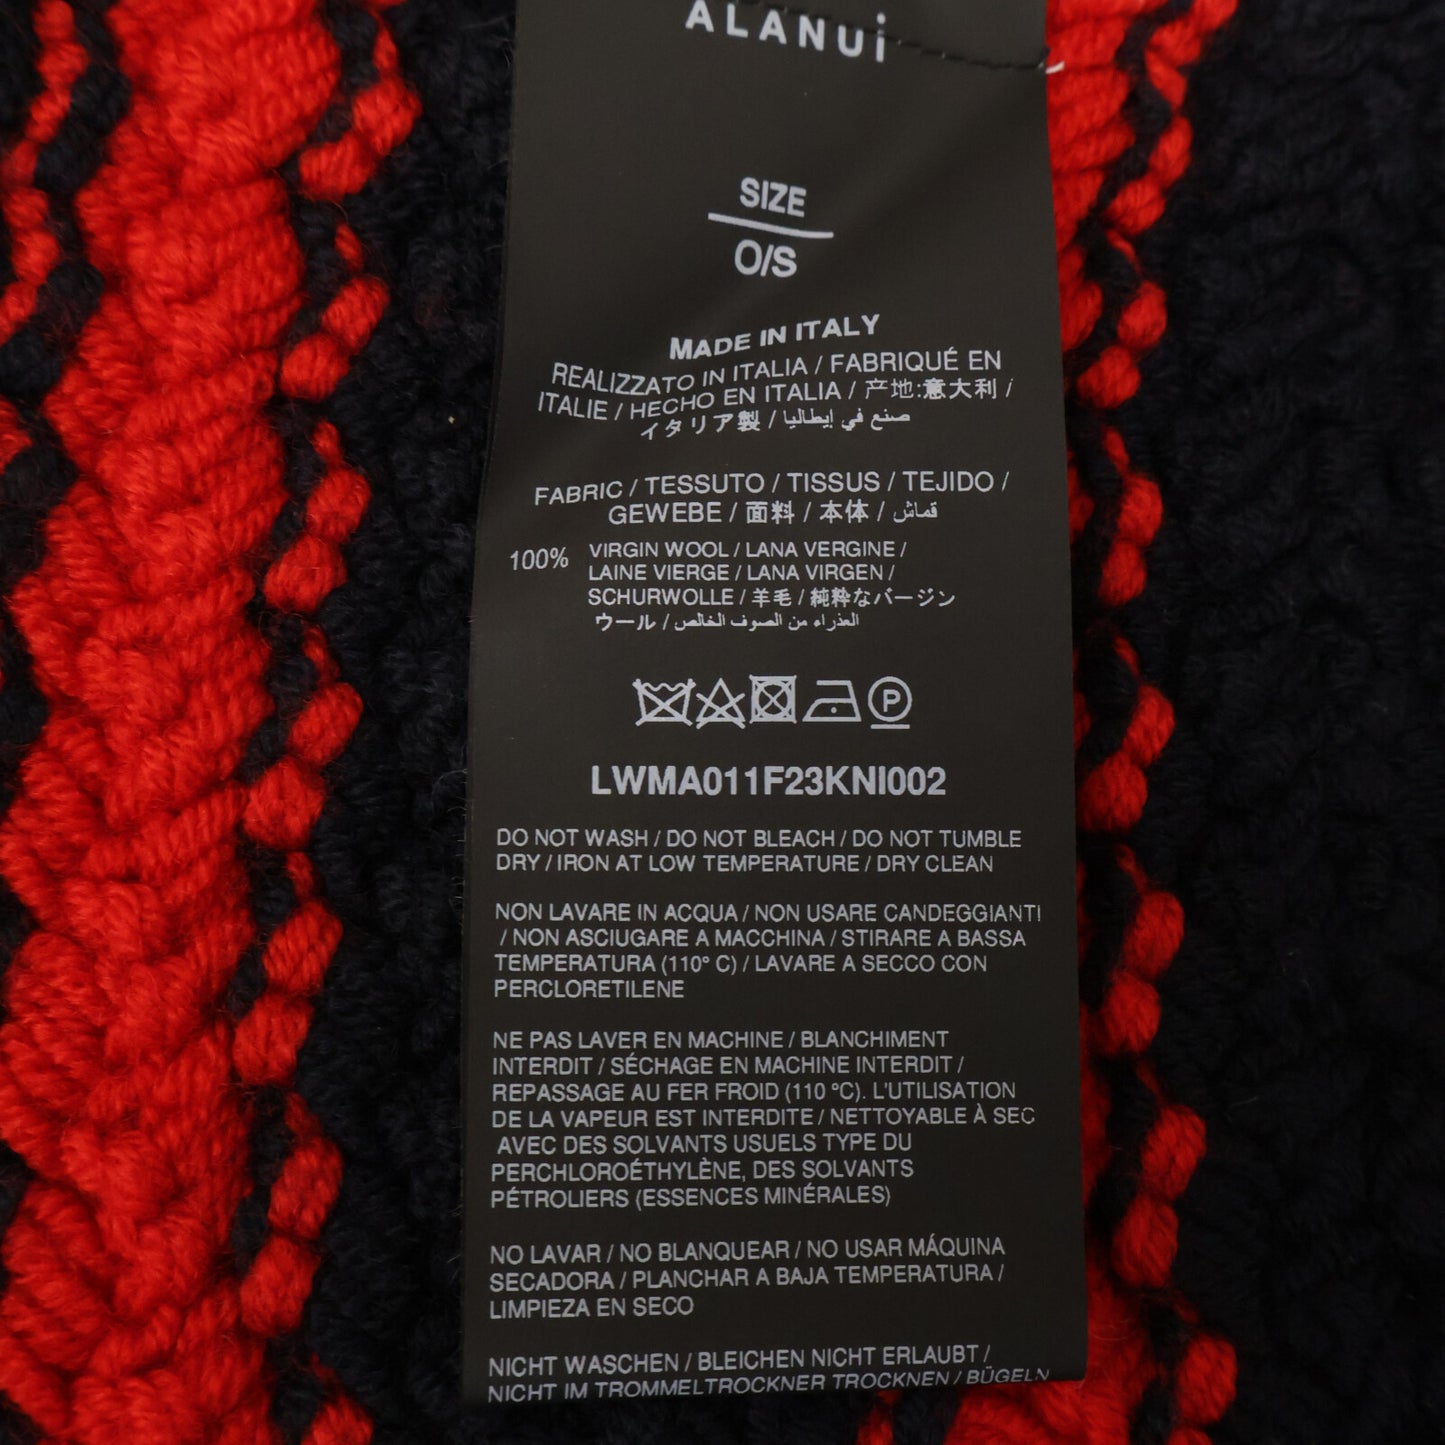 ALANUi
SIZE
O/S
MADE IN ITALY
REALIZZATO IN ITALIA / FABRIQUÉ EN
ITALIE / HECHO EN ITALIA / 产地:意大利 /
イタリア製 / صنع في إيطاليا
FABRIC / TESSUTO / TISSUS / TEJIDO /
GEWEBE / 面料 / 本体 / قماش
100% VIRGIN WOOL / LANA VERGINE /
LAINE VIERGE / LANA VIRGEN /
SCHURWOLLE / 羊毛 / 純粋なバージン
ウール / العذراء من الصوف الخالص
P
LWMA011F23KNI002
DO NOT WASH / DO NOT BLEACH / DO NOT TUMBLE
DRY / IRON AT LOW TEMPERATURE / DRY CLEAN
NON LAVARE IN ACQUA / NON USARE CANDEGGIANTI
/ NON ASCIUGARE A MACCHINA / STIRARE A BASSA
TEMPERATURA (110° C) / LAVARE A SECCO CON
PERCLORETILENE
NE PAS LAVER EN MACHINE / BLANCHIMENT
INTERDIT / SÉCHAGE EN MACHINE INTERDIT /
REPASSAGE AU FER FROID (110 °C). L'UTILISATION
DE LA VAPEUR EST INTERDITE / NETTOYABLE À SEC
AVEC DES SOLVANTS USUELS TYPE DU
PERCHLOROÉTHYLÈNE, DES SOLVANTS
PÉTROLIERS (ESSENCES MINÉRALES)
NO LAVAR / NO BLANQUEAR / NO USAR MÁQUINA
SECADORA / PLANCHAR A BAJA TEMPERATURA /
LIMPIEZA EN SECO
NICHT WASCHEN / BLEICHEN NICHT ERLAUBT /
NICHT IM TROMMELTROCKNER TROCKNEN / BÜGELN